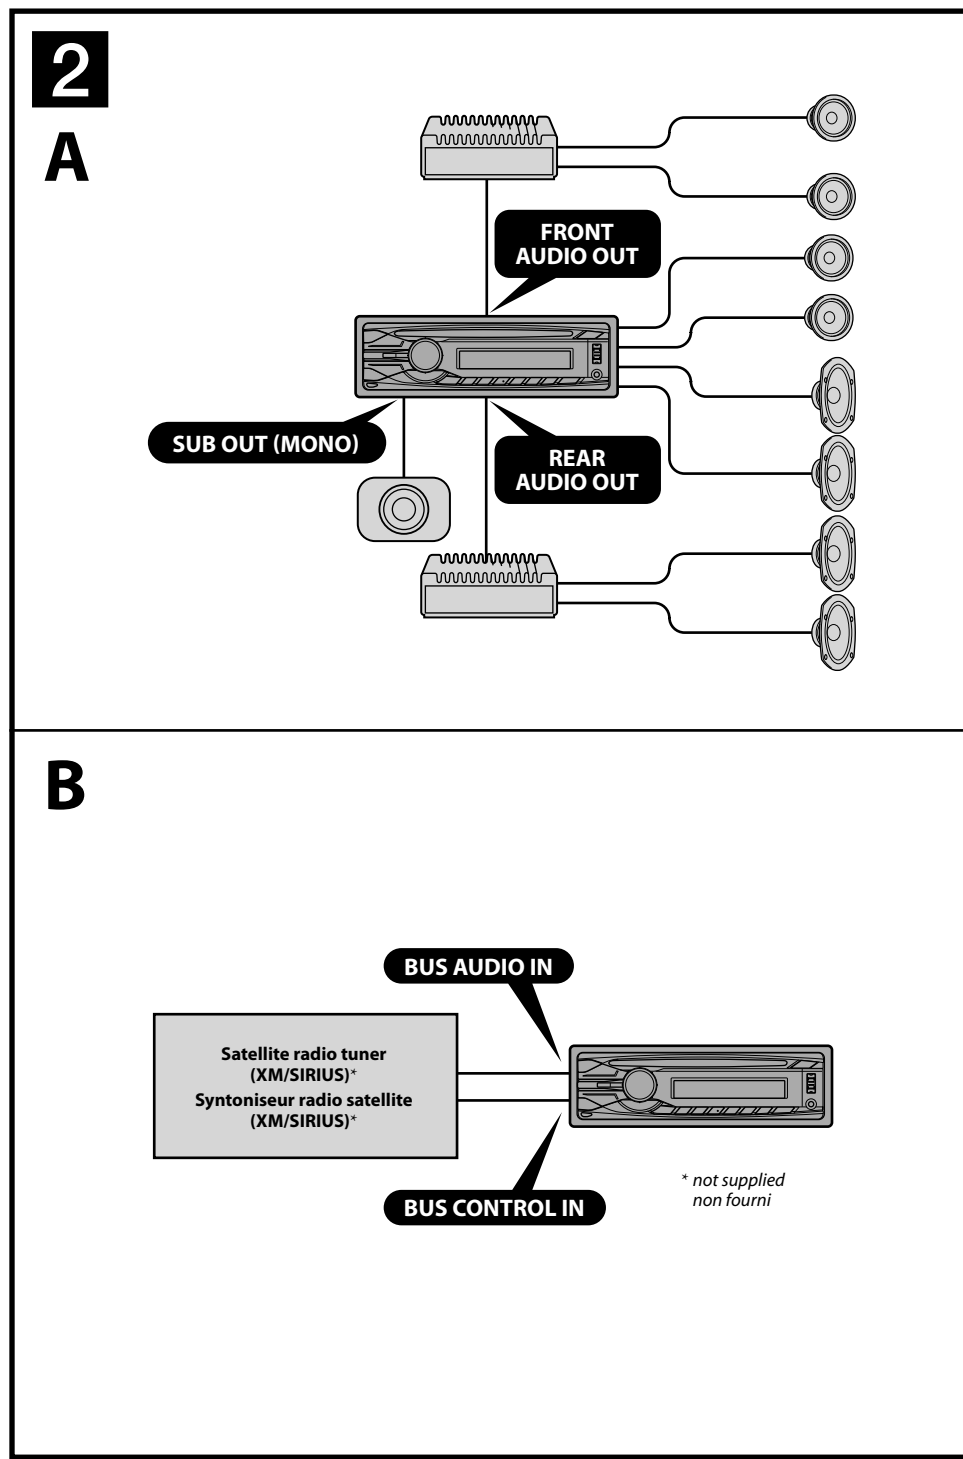 2
A
FRONT
AUDIO OUT
SUB OUT (MONO)
REAR
AUDIO OUT
B
BUS AUDIO IN
Satellite radio tuner
(XM/SIRIUS)*
Syntoniseur radio satellite
(XM/SIRIUS)*
* not supplied
non fourni
BUS CONTROL IN